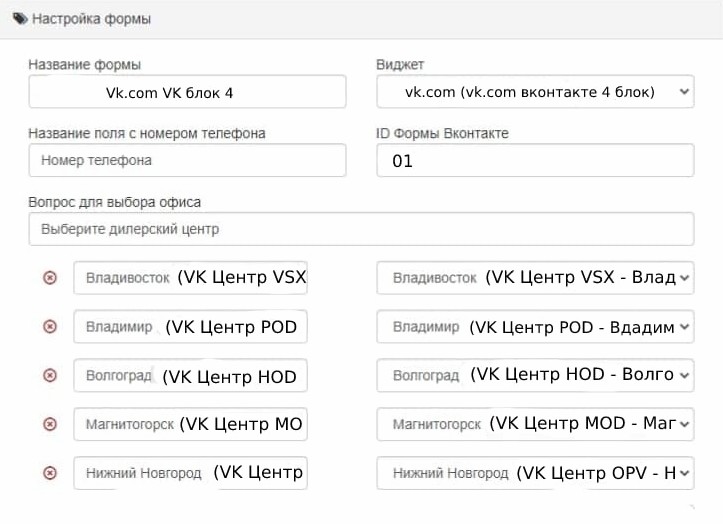 Настройка формы
Название формы Виджет
Vk.com VK блок 4 vk.com (vk.com вконтакте 4 блок)
Название поля с номером телефона ID Формы Вконтакте
Номер телефона 01
Вопрос для выбора офиса
Выберите дилерский центр
Владивосток (VK Центр VSX Владивосток (VK Центр VSX - Влад
Владимир (VK Центр POD Владимир (VK Центр POD - Вдадим
Волгоград (VK Центр HOD Волгоград (VK Центр HOD - Волго
Магнитогорск (VK Центр MO Магнитогорск (VK Центр MOD - Маг
Нижний Новгород (VK Центр Нижний Новгород (VK Центр OPV - Н